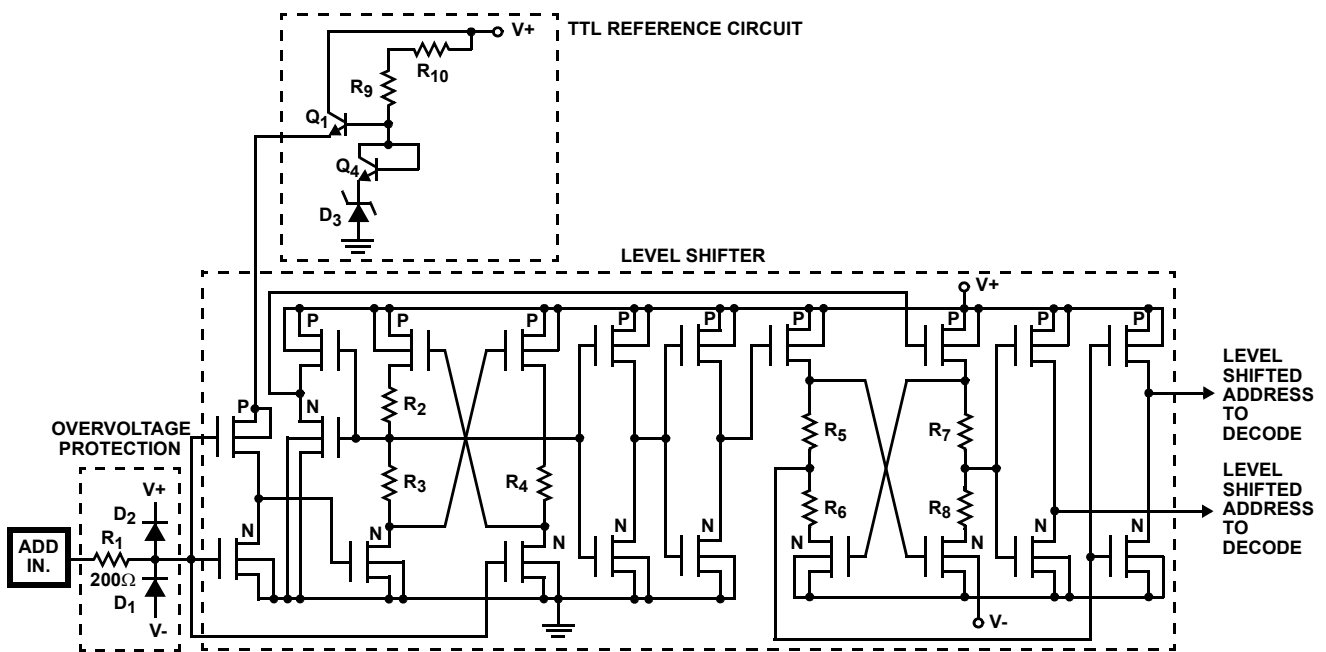 V+
TTL REFERENCE CIRCUIT
R10
R9
Q1
Q4
D3
LEVEL SHIFTER
V+
P
P
P
P
P
P
P
P
P
LEVEL
SHIFTED
ADDRESS
TO
DECODE
P
N
R2
R5
R7
OVERVOLTAGE
PROTECTION
V+
R3
R4
R6
R8
LEVEL
SHIFTED
ADDRESS
TO
DECODE
D2
R1
ADD
IN.
200Ω
D1
V-
N
N
N
N
N
N
N
N
N
V-